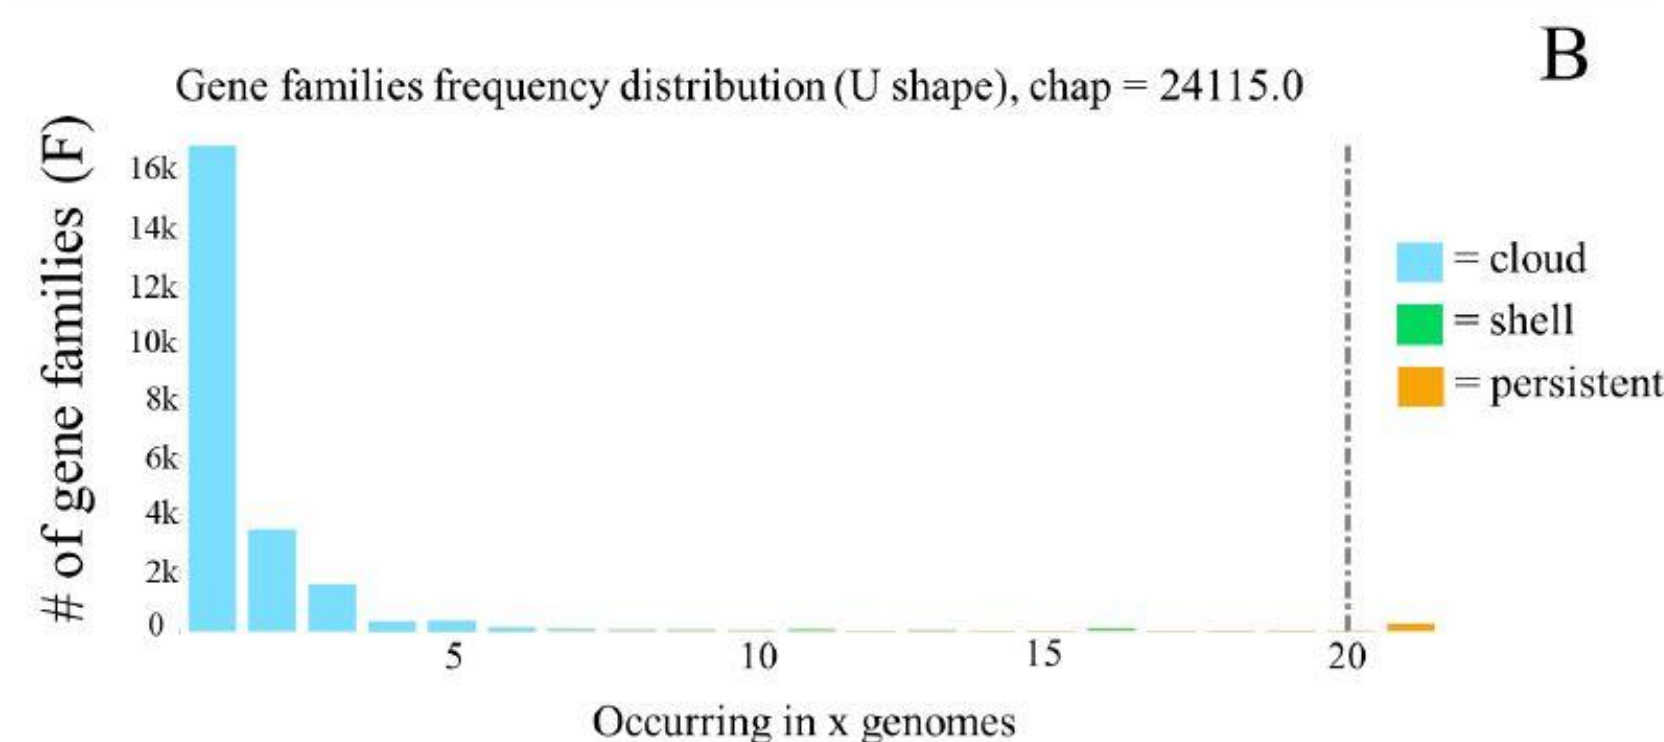 B
Gene families frequency distribution (U shape), chap = 24115.0
# of gene families (F)
16k
14k
12k
10k
8k
6k
4k
2k
0
5 10 15 20
Occurring in x genomes
= cloud
= shell
= persistent